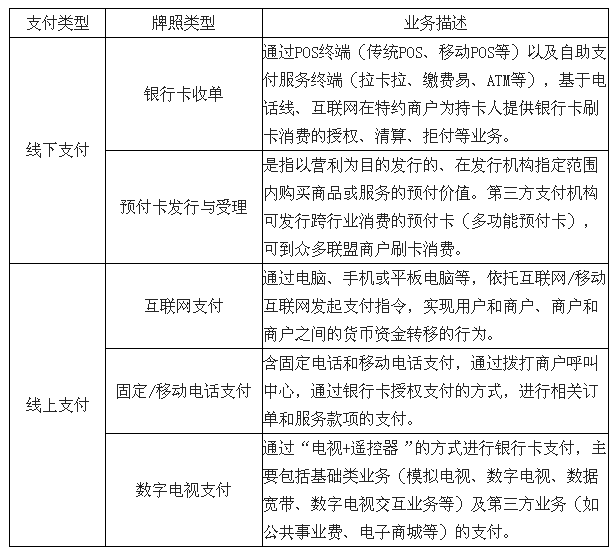 支付类型 牌照类型 业务描述
线下支付
银行卡收单
通过POS终端（传统POS、移动POS等）以及自助支
付服务终端（拉卡拉、缴费易、ATM等），基于电
话线、互联网在特约商户为持卡人提供银行卡刷
卡消费的授权、清算、拒付等业务。
预付卡发行与受理
是指以营利为目的发行的、在发行机构指定范围
内购买商品或服务的预付价值。第三方支付机构
可发行跨行业消费的预付卡（多功能预付卡），
可到众多联盟商户刷卡消费。
线上支付
互联网支付
通过电脑、手机或平板电脑等，依托互联网/移动
互联网发起支付指令，实现用户和商户、商户和
商户之间的货币资金转移的行为。
固定/移动电话支付
含固定电话和移动电话支付，通过拨打商户呼叫
中心，通过银行卡授权支付的方式，进行相关订
单和服务款项的支付。
数字电视支付
通过“电视+遥控器”的方式进行银行卡支付，主
要包括基础类业务（模拟电视、数字电视、数据
宽带、数字电视交互业务等）及第三方业务（如
公共事业费、电子商城等）的支付。